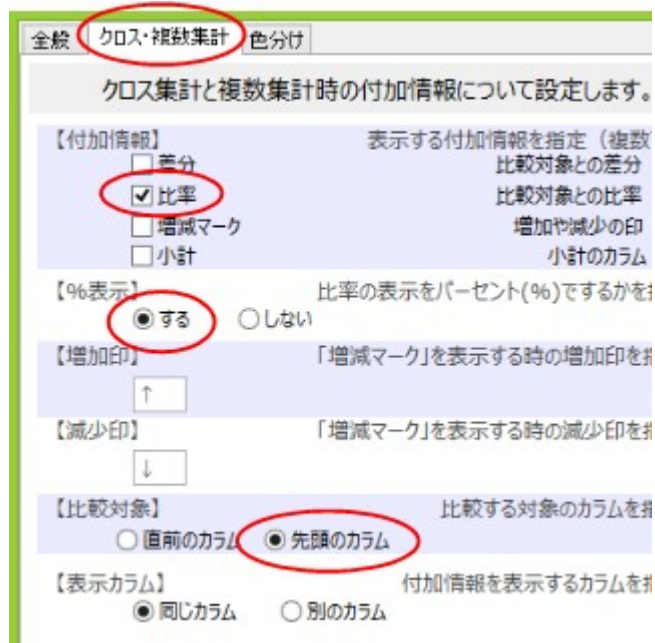 全般 クロス・複数集計 色分け
クロス集計と複数集計時の付加情報について設定します。
【付加情報】 表示する付加情報を指定（複数
差分 比較対象との差分
比率 比較対象との比率
増減マーク 増加や減少の印
小計 小計のカラム
【%表示】 比率の表示をパーセント(%)でするかを
する しない
【増加印】 「増減マーク」を表示する時の増加印を
↑
【減少印】 「増減マーク」を表示する時の減少印を
↓
【比較対象】 比較する対象のカラムを
直前のカラム 先頭のカラム
【表示カラム】 付加情報を表示するカラムを
同じカラム 別のカラム